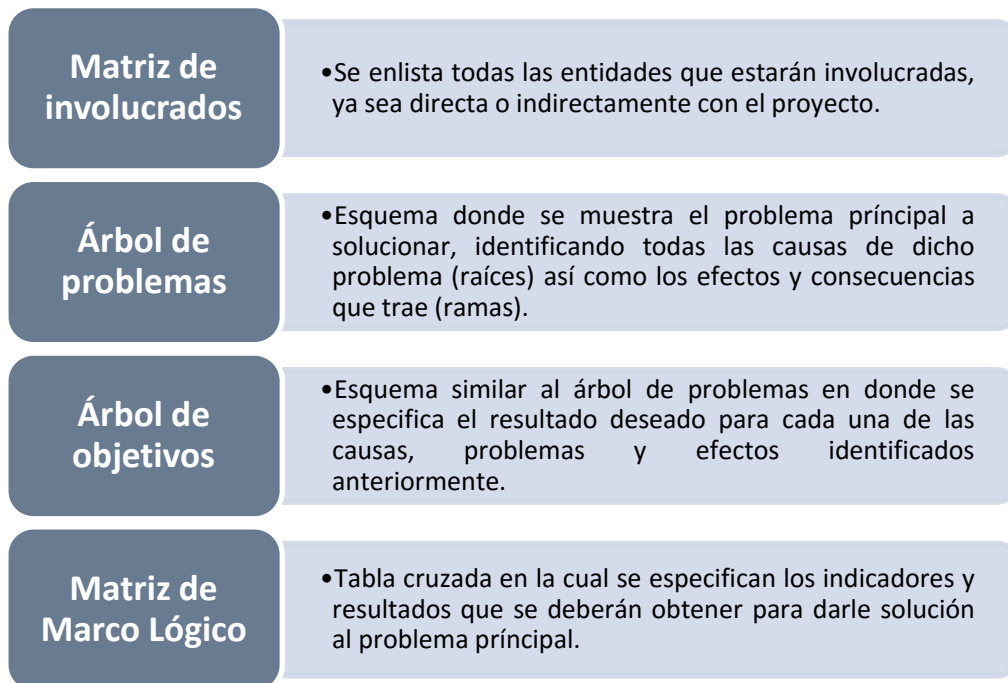 Matriz de
involucrados
•Se enlista todas las entidades que estarán involucradas,
ya sea directa o indirectamente con el proyecto.
Árbol de
problemas
•Esquema donde se muestra el problema príncipal a
solucionar, identificando todas las causas de dicho
problema (raíces) así como los efectos y consecuencias
que trae (ramas).
Árbol de
objetivos
•Esquema similar al árbol de problemas en donde se
especifica el resultado deseado para cada una de las
causas, problemas y efectos identificados
anteriormente.
Matriz de
Marco Lógico
•Tabla cruzada en la cual se especifican los indicadores y
resultados que se deberán obtener para darle solución
al problema príncipal.